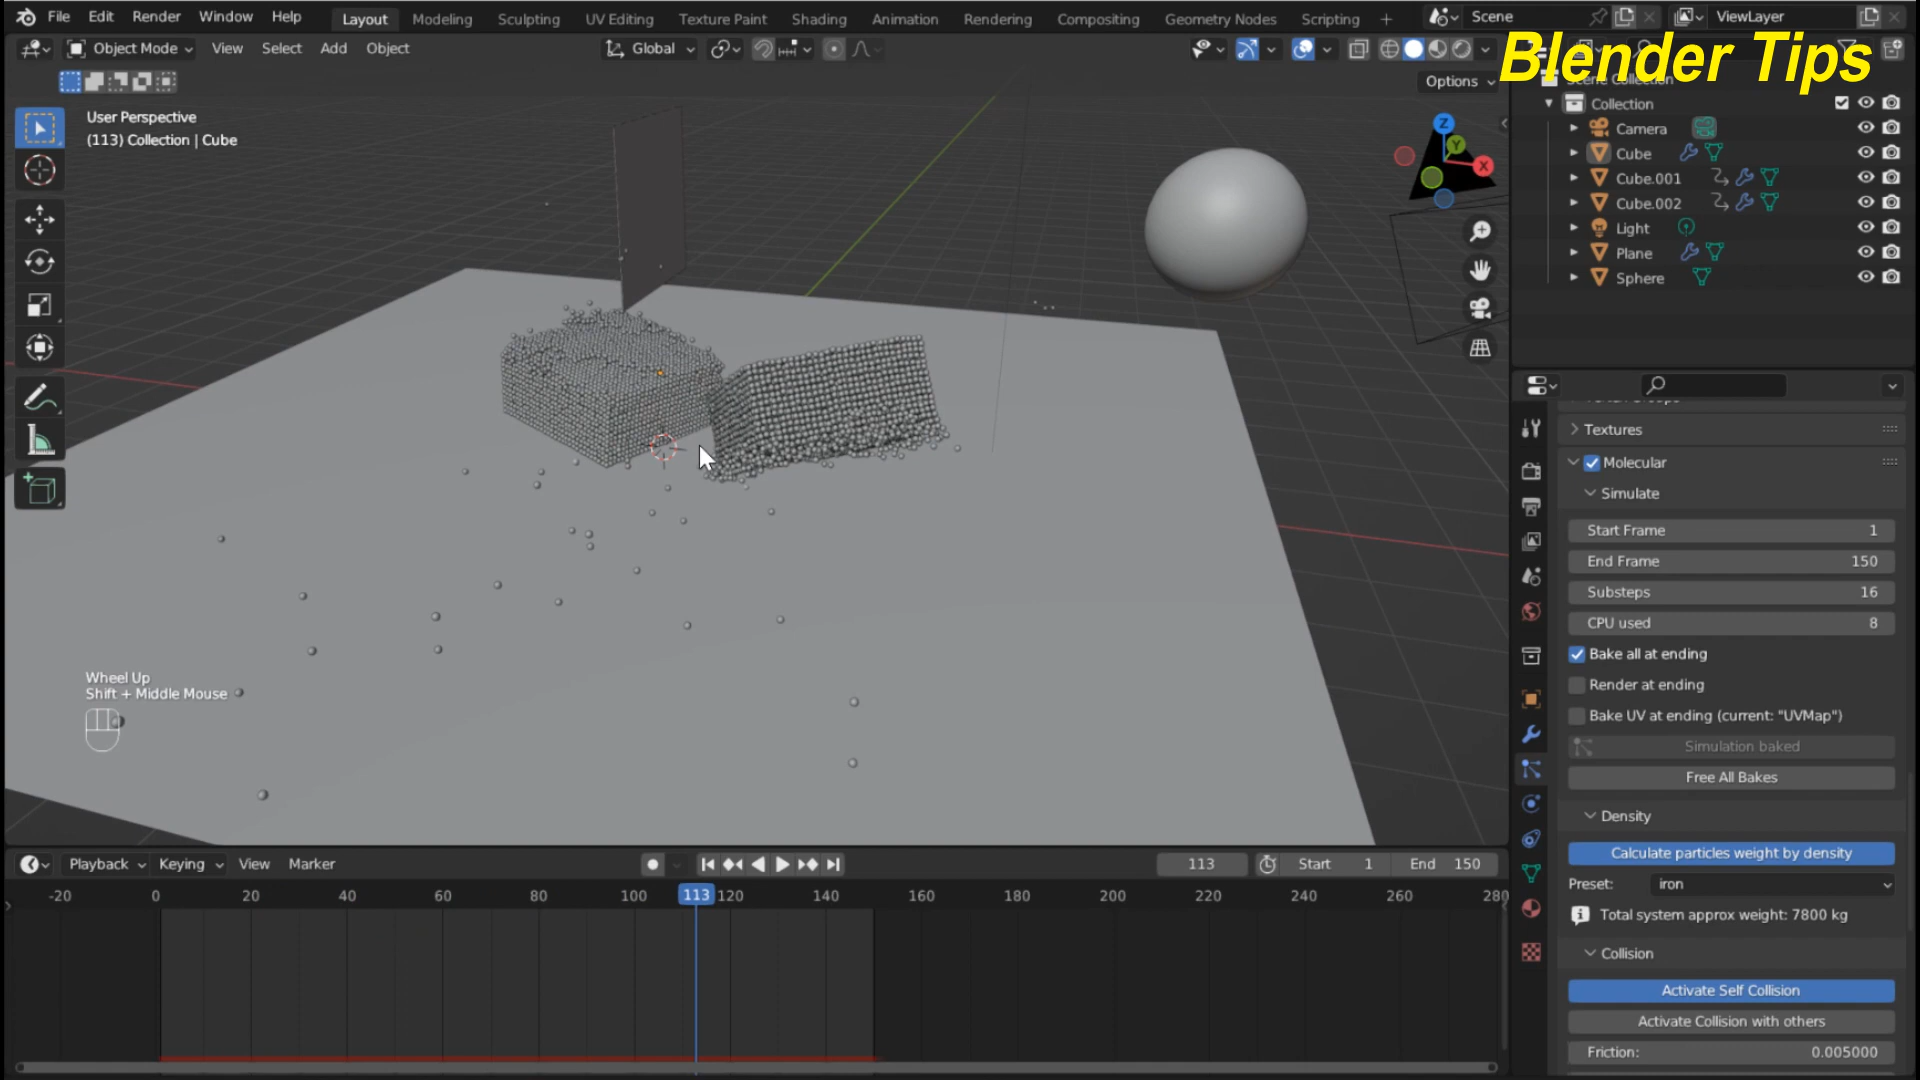 File Edit Render Window Help Layout Modeling Sculpting UV Editing Texture Paint Shading Animation Rendering Compositing Geometry Nodes Scripting + Scene ViewLayer
Blender Tips
Object Mode View Select Add Object Global
Options
User Perspective
(113) Collection | Cube
Z
Y
X
Scene Collection
Collection
Camera
Cube
Cube.001
Cube.002
Light
Plane
Sphere
Textures
Molecular
Simulate
Start Frame 1
End Frame 150
Substeps 16
CPU used 8
Bake all at ending
Render at ending
Bake UV at ending (current: "UVMap")
Simulation baked
Free All Bakes
Density
Calculate particles weight by density
Preset: iron
Total system approx weight: 7800 kg
Collision
Activate Self Collision
Activate Collision with others
Friction: 0.005000
Wheel Up
Shift + Middle Mouse
Playback Keying View Marker 113 Start 1 End 150
-20 0 20 40 60 80 100 113 120 140 160 180 200 220 240 260 280